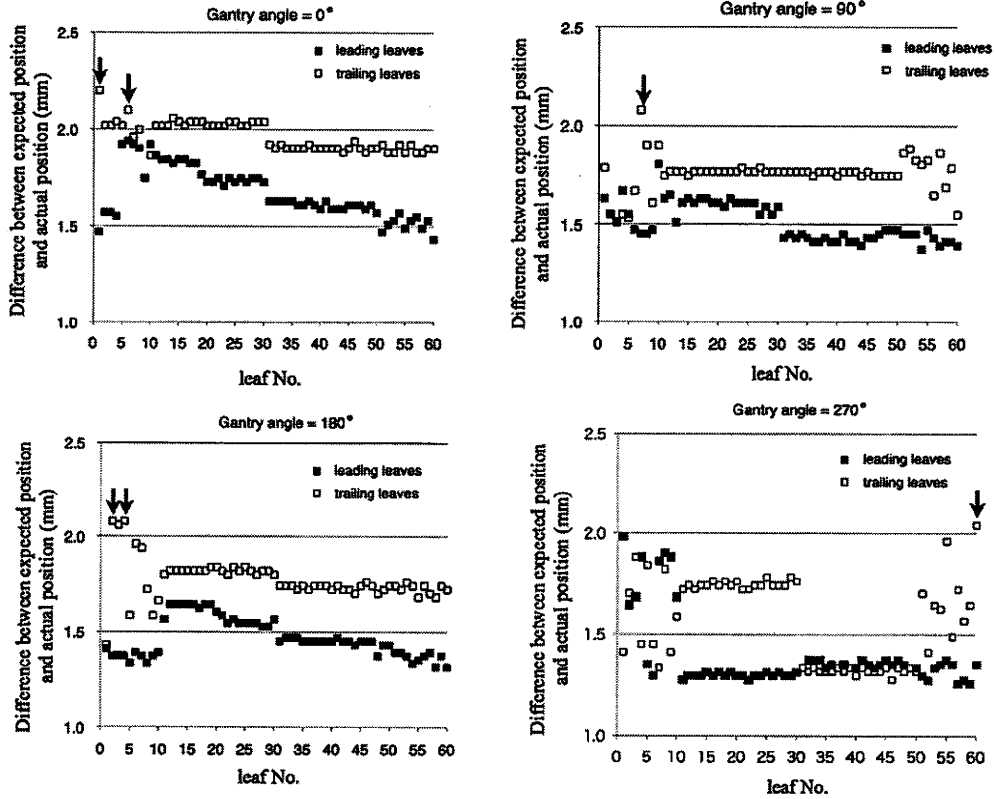 Gantry angle = 0°
Difference between expected position
and actual position (mm)
2.5
2.0
1.5
1.0
leading leaves
trailing leaves
0 5 10 15 20 25 30 35 40 45 50 55 60
leaf No.
Gantry angle = 90°
Difference between expected position
and actual position (mm)
2.5
2.0
1.5
1.0
leading leaves
trailing leaves
0 5 10 15 20 25 30 35 40 45 50 55 60
leaf No.
Gantry angle = 180°
Difference between expected position
and actual position (mm)
2.5
2.0
1.5
1.0
leading leaves
trailing leaves
0 5 10 15 20 25 30 35 40 45 50 55 60
leaf No.
Gantry angle = 270°
Difference between expected position
and actual position (mm)
2.5
2.0
1.5
1.0
leading leaves
trailing leaves
0 5 10 15 20 25 30 35 40 45 50 55 60
leaf No.